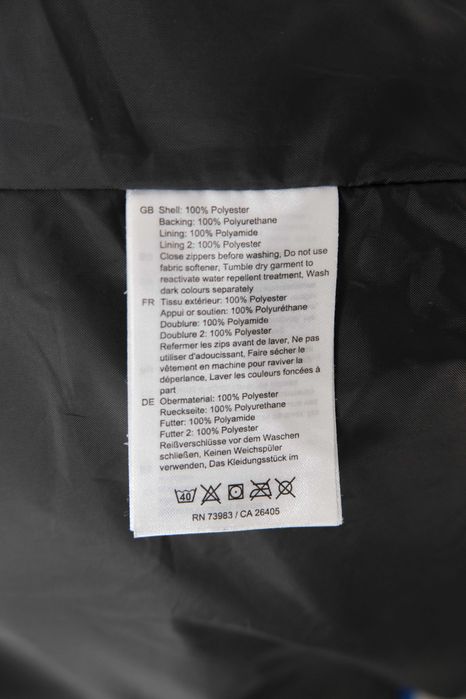 GB Shell: 100% Polyester
Backing: 100% Polyurethane
Lining: 100% Polyamide
Lining 2: 100% Polyester
Close zippers before washing, Do not use
fabric softener, Tumble dry garment to
reactivate water repellent treatment, Wash
dark colours separately
FR Tissu extérieur: 100% Polyester
Appui or soutien: 100% Polyuréthane
Doublure: 100% Polyamide
Doublure 2: 100% Polyester
Refermer les zips avant de laver, Ne pas
utiliser d'adoucissant, Faire sécher le
vêtement en machine pour raviver la
déperlance, Laver les couleurs foncées à
part
DE Obermaterial: 100% Polyester
Rueckseite: 100% Polyurethane
Futter: 100% Polyamide
Futter 2: 100% Polyester
Reißverschlüsse vor dem Waschen
schließen, Keinen Weichspüler
verwenden, Das Kleidungsstück im
40
RN 73983 / CA 26405